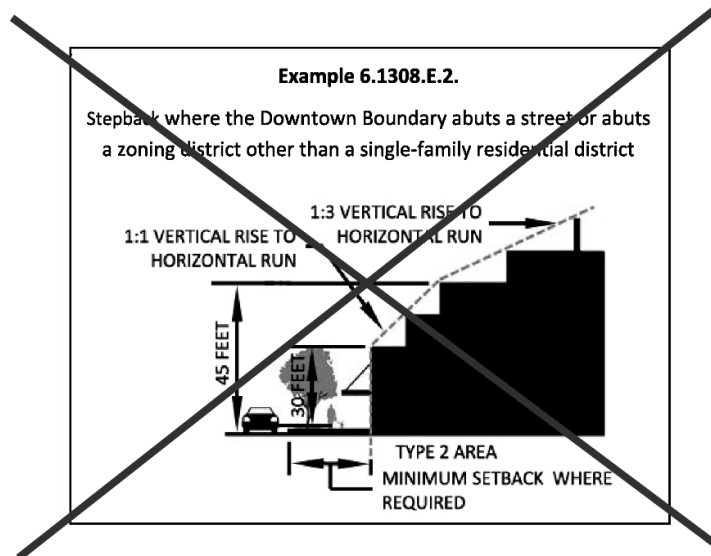 Example 6.1308.E.2.
Stepback where the Downtown Boundary abuts a street or abuts
a zoning district other than a single-family residential district
1:3 VERTICAL RISE TO
HORIZONTAL RUN
1:1 VERTICAL RISE TO
HORIZONTAL RUN
45 FEET
30 FEET
TYPE 2 AREA
MINIMUM SETBACK WHERE
REQUIRED